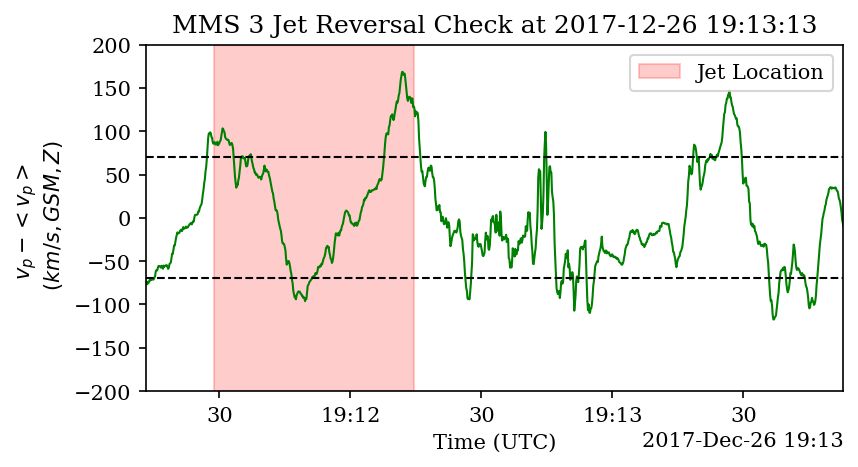 MMS 3 Jet Reversal Check at 2017-12-26 19:13:13
Jet Location
200
150
100
50
0
−50
−100
−150
−200
v_p − < v_p >
(km/s, GSM, Z)
30
19:12
30
19:13
30
Time (UTC)
2017-Dec-26 19:13